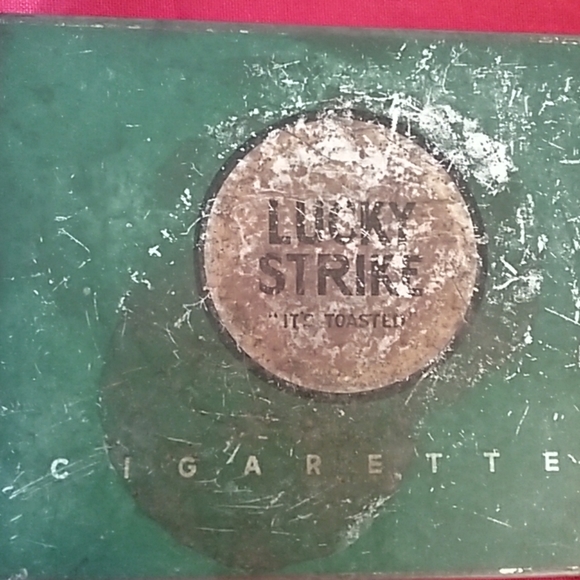 LUCKY
STRIKE
"IT'S TOASTED"
CIGARETTE